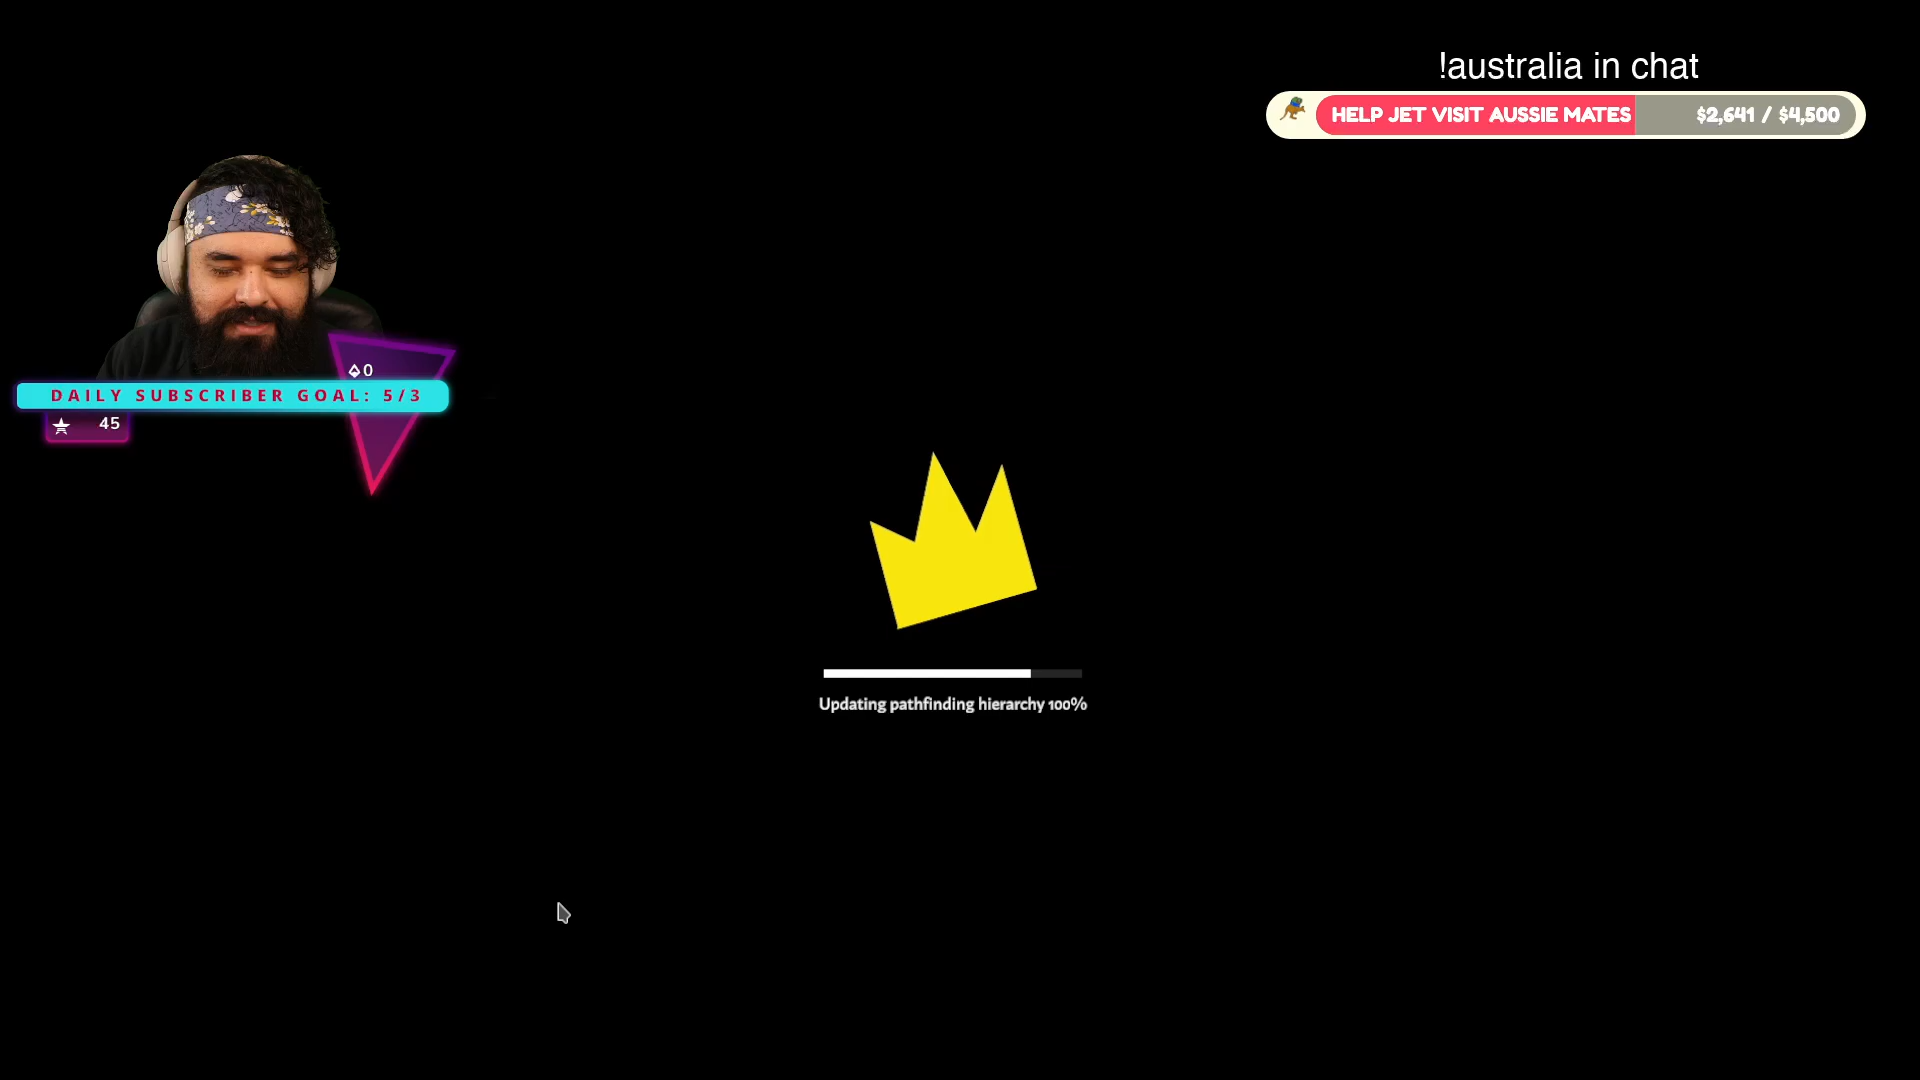 !australia in chat
HELP JET VISIT AUSSIE MATES $2,641 / $4,500
0
DAILY SUBSCRIBER GOAL: 5/3
45
Updating pathfinding hierarchy 100%